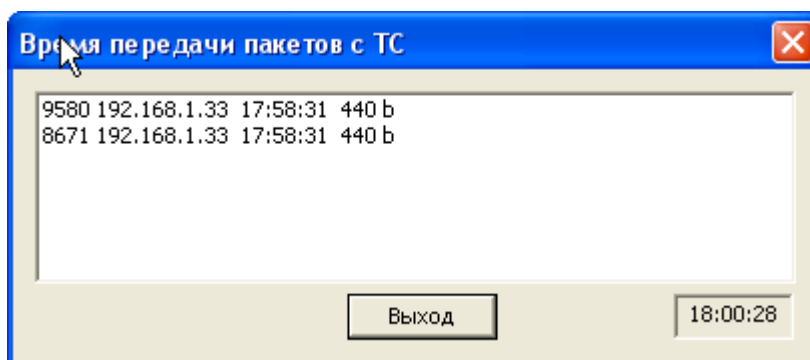 Время передачи пакетов с ТС
9580 192.168.1.33 17:58:31 440 b
8671 192.168.1.33 17:58:31 440 b
Выход
18:00:28